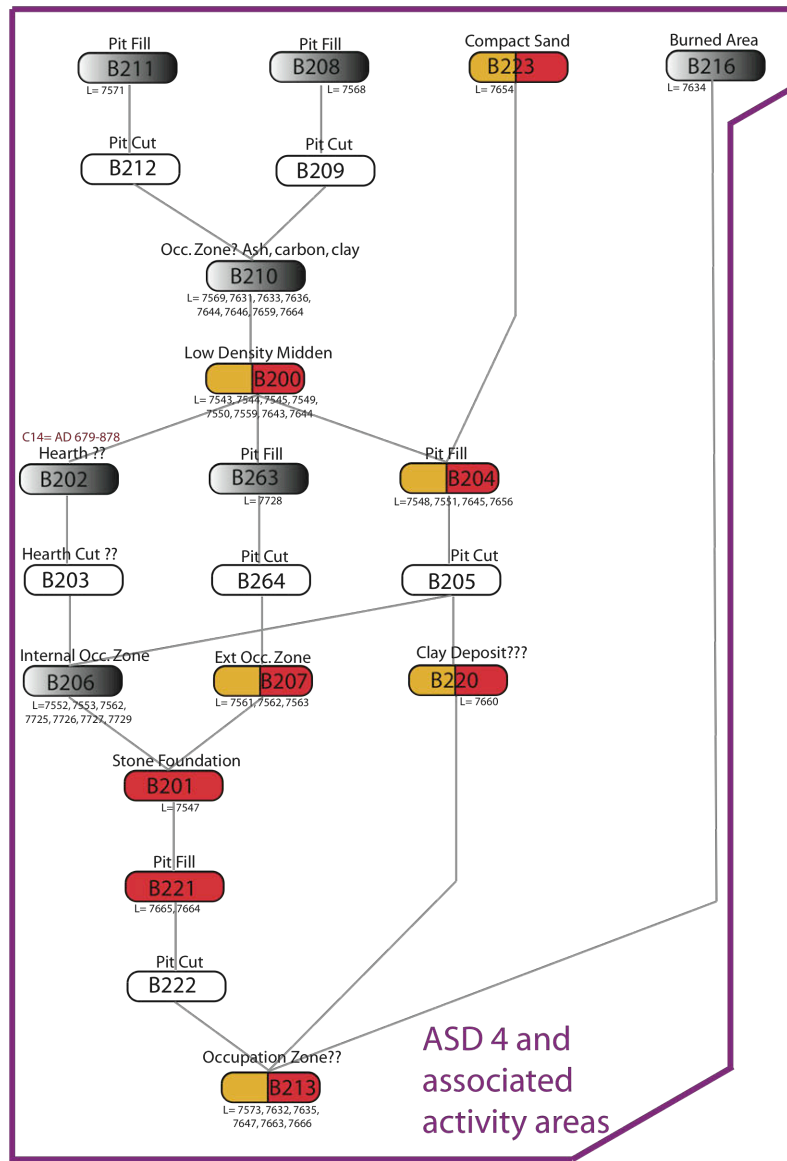 Pit Fill
B211
L= 7571
Pit Fill
B208
L= 7568
Compact Sand
B223
L= 7654
Burned Area
B216
L= 7634
Pit Cut
B212
Pit Cut
B209
Occ. Zone? Ash, carbon, clay
B210
L= 7569, 7631, 7633, 7636,
7644, 7646, 7659, 7664
Low Density Midden
B200
L= 7543, 7544, 7545, 7549,
7550, 7559, 7643, 7644
C14= AD 679-878
Hearth ??
B202
Pit Fill
B263
L= 7728
Pit Fill
B204
L=7548, 7551, 7645, 7656
Hearth Cut ??
B203
Pit Cut
B264
Pit Cut
B205
Internal Occ. Zone
B206
L=7552, 7553, 7562,
7725, 7726, 7727, 7729
Ext Occ. Zone
B207
L= 7561, 7562, 7563
Clay Deposit???
B220
L= 7660
Stone Foundation
B201
L= 7547
Pit Fill
B221
L= 7665, 7664
Pit Cut
B222
Occupation Zone??
B213
L= 7573, 7632, 7635,
7647, 7663, 7666
ASD 4 and
associated
activity areas